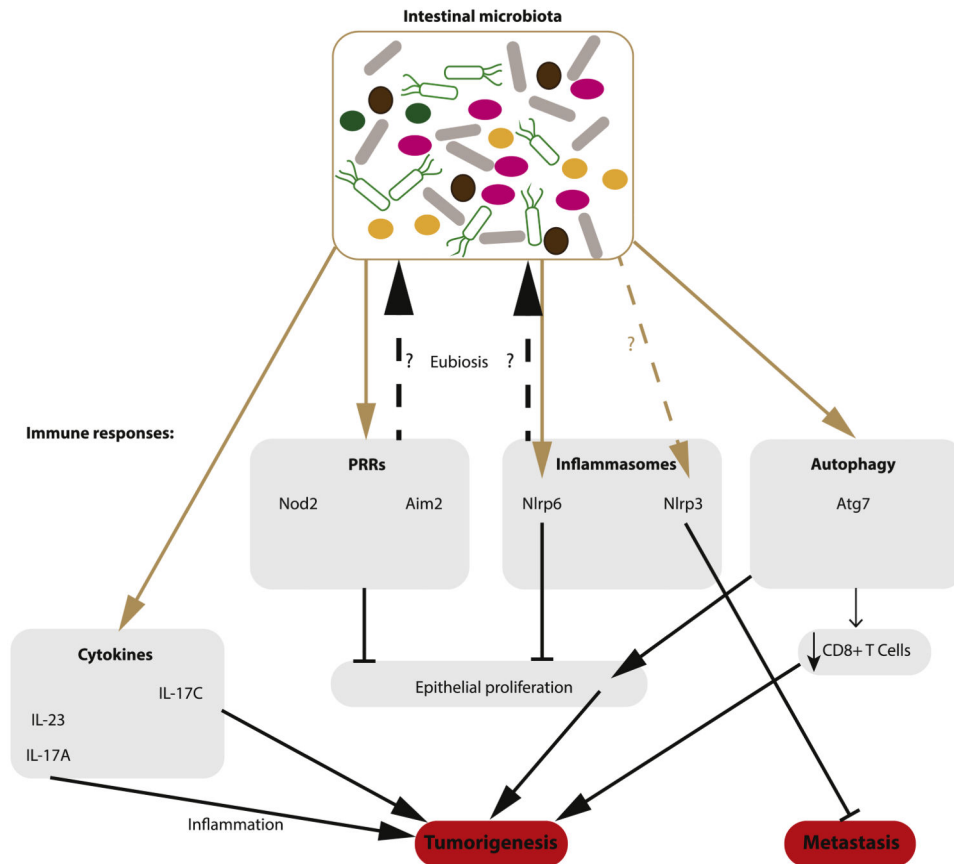 Intestinal microbiota
?
Eubiosis
?
?
Immune responses:
PRRs
Nod2
Aim2
Inflammasomes
Nlrp6
Nlrp3
Autophagy
Atg7
Cytokines
IL-17C
IL-23
IL-17A
Epithelial proliferation
CD8+ T Cells
Inflammation
Tumorigenesis
Metastasis